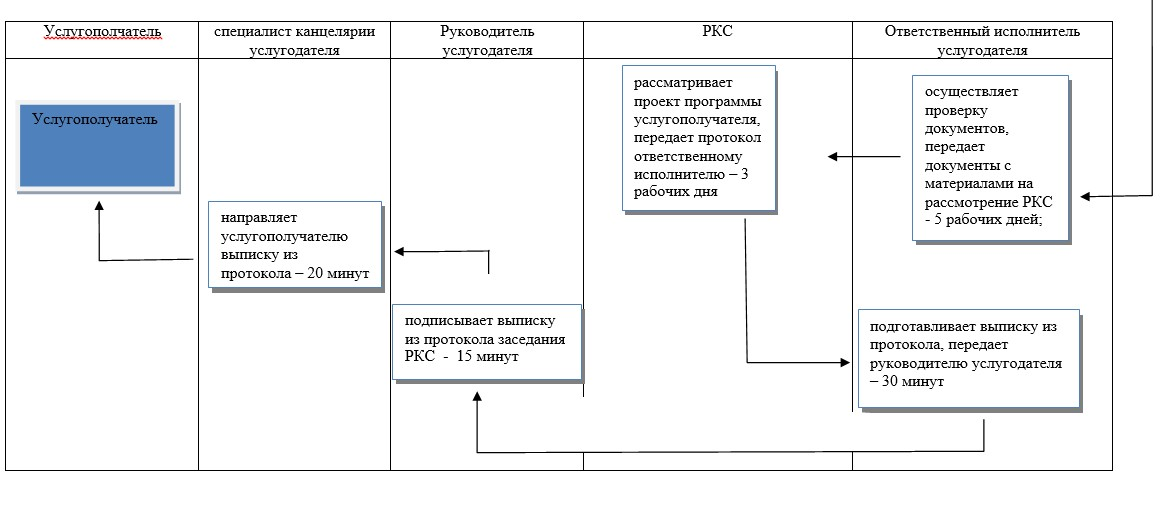 Услугополчатель
специалист канцелярии
услугодателя
Руководитель
услугодателя
РКС
Ответственный исполнитель
услугодателя
Услугополучатель
направляет
услугополучателю
выписку из
протокола – 20 минут
подписывает выписку
из протокола заседания
РКС - 15 минут
рассматривает
проект программы
услугополучателя,
передает протокол
ответственному
исполнителю – 3
рабочих дня
осуществляет
проверку
документов,
передает
документы с
материалами на
рассмотрение РКС
- 5 рабочих дней;
подготавливает выписку из
протокола, передает
руководителю услугодателя
– 30 минут